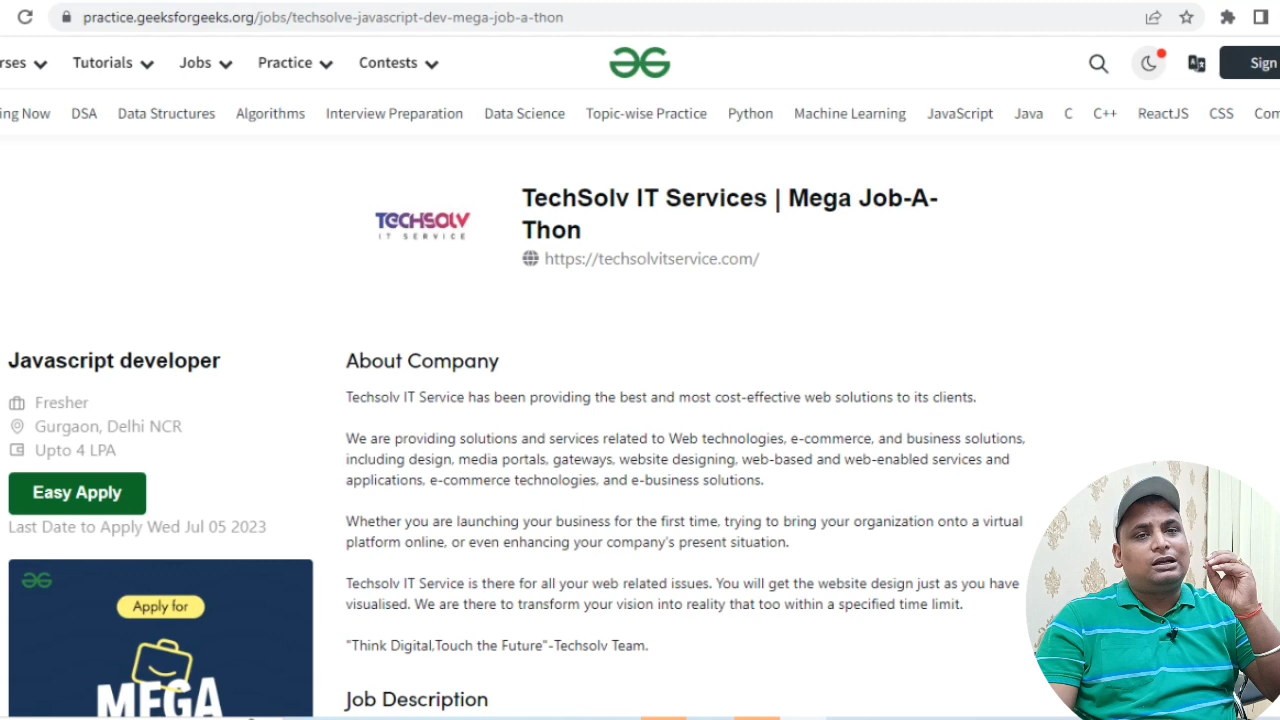 practice.geeksforgeeks.org/jobs/techsolve-javascript-dev-mega-job-a-thon
rses Tutorials Jobs Practice Contests Sign
ing Now DSA Data Structures Algorithms Interview Preparation Data Science Topic-wise Practice Python Machine Learning JavaScript Java C C++ ReactJS CSS Com
TECHSOLV
IT SERVICE
TechSolv IT Services | Mega Job-A-
Thon
https://techsolvitservice.com/
Javascript developer
Fresher
Gurgaon, Delhi NCR
Upto 4 LPA
Easy Apply
Last Date to Apply Wed Jul 05 2023
Apply for
MEGA
About Company
Techsolv IT Service has been providing the best and most cost-effective web solutions to its clients.
We are providing solutions and services related to Web technologies, e-commerce, and business solutions,
including design, media portals, gateways, website designing, web-based and web-enabled services and
applications, e-commerce technologies, and e-business solutions.
Whether you are launching your business for the first time, trying to bring your organization onto a virtual
platform online, or even enhancing your company's present situation.
Techsolv IT Service is there for all your web related issues. You will get the website design just as you have
visualised. We are there to transform your vision into reality that too within a specified time limit.
"Think Digital,Touch the Future"-Techsolv Team.
Job Description